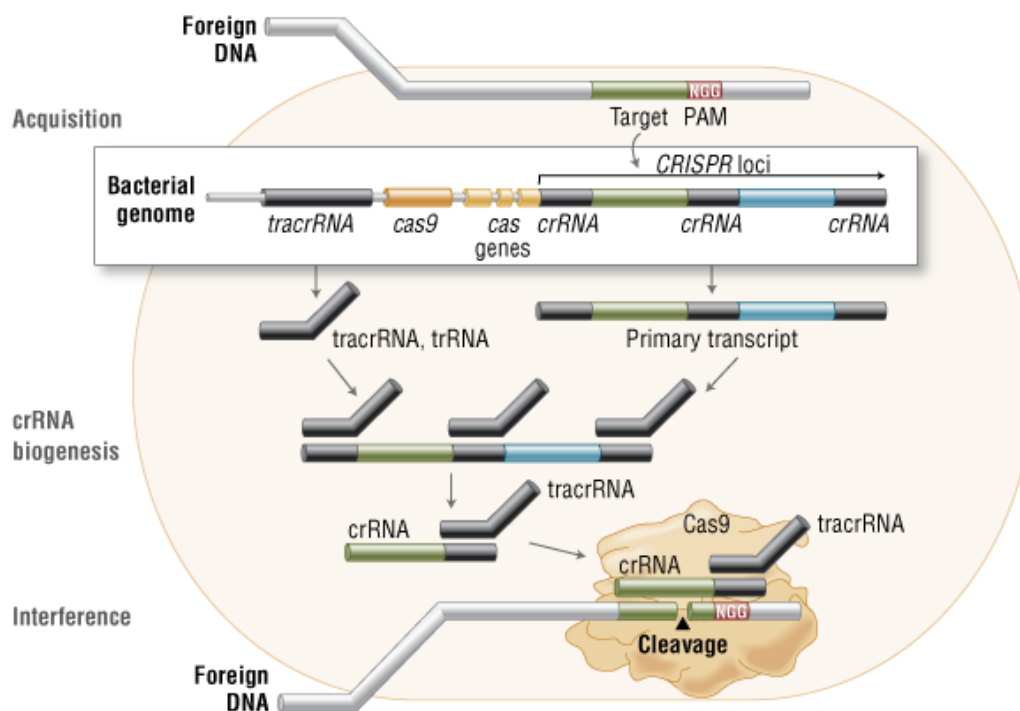 Foreign
DNA
NGG
Acquisition
Target PAM
CRISPR loci
Bacterial
genome
tracrRNA cas9 cas
genes crRNA crRNA crRNA
tracrRNA, trRNA
Primary transcript
crRNA
biogenesis
tracrRNA
crRNA
Cas9
tracrRNA
crRNA
Interference
NGG
Cleavage
Foreign
DNA